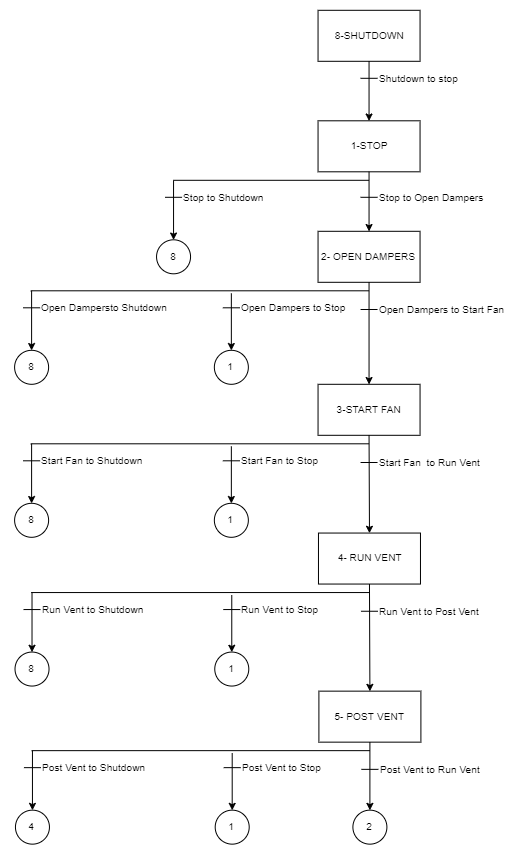 8-SHUTDOWN
Shutdown to stop
1-STOP
Stop to Shutdown
Stop to Open Dampers
8
2- OPEN DAMPERS
Open Dampersto Shutdown
Open Dampers to Stop
Open Dampers to Start Fan
8
1
3-START FAN
Start Fan to Shutdown
Start Fan to Stop
Start Fan  to Run Vent
8
1
4- RUN VENT
Run Vent to Shutdown
Run Vent to Stop
Run Vent to Post Vent
8
1
5- POST VENT
Post Vent to Shutdown
Post Vent to Stop
Post Vent to Run Vent
4
1
2